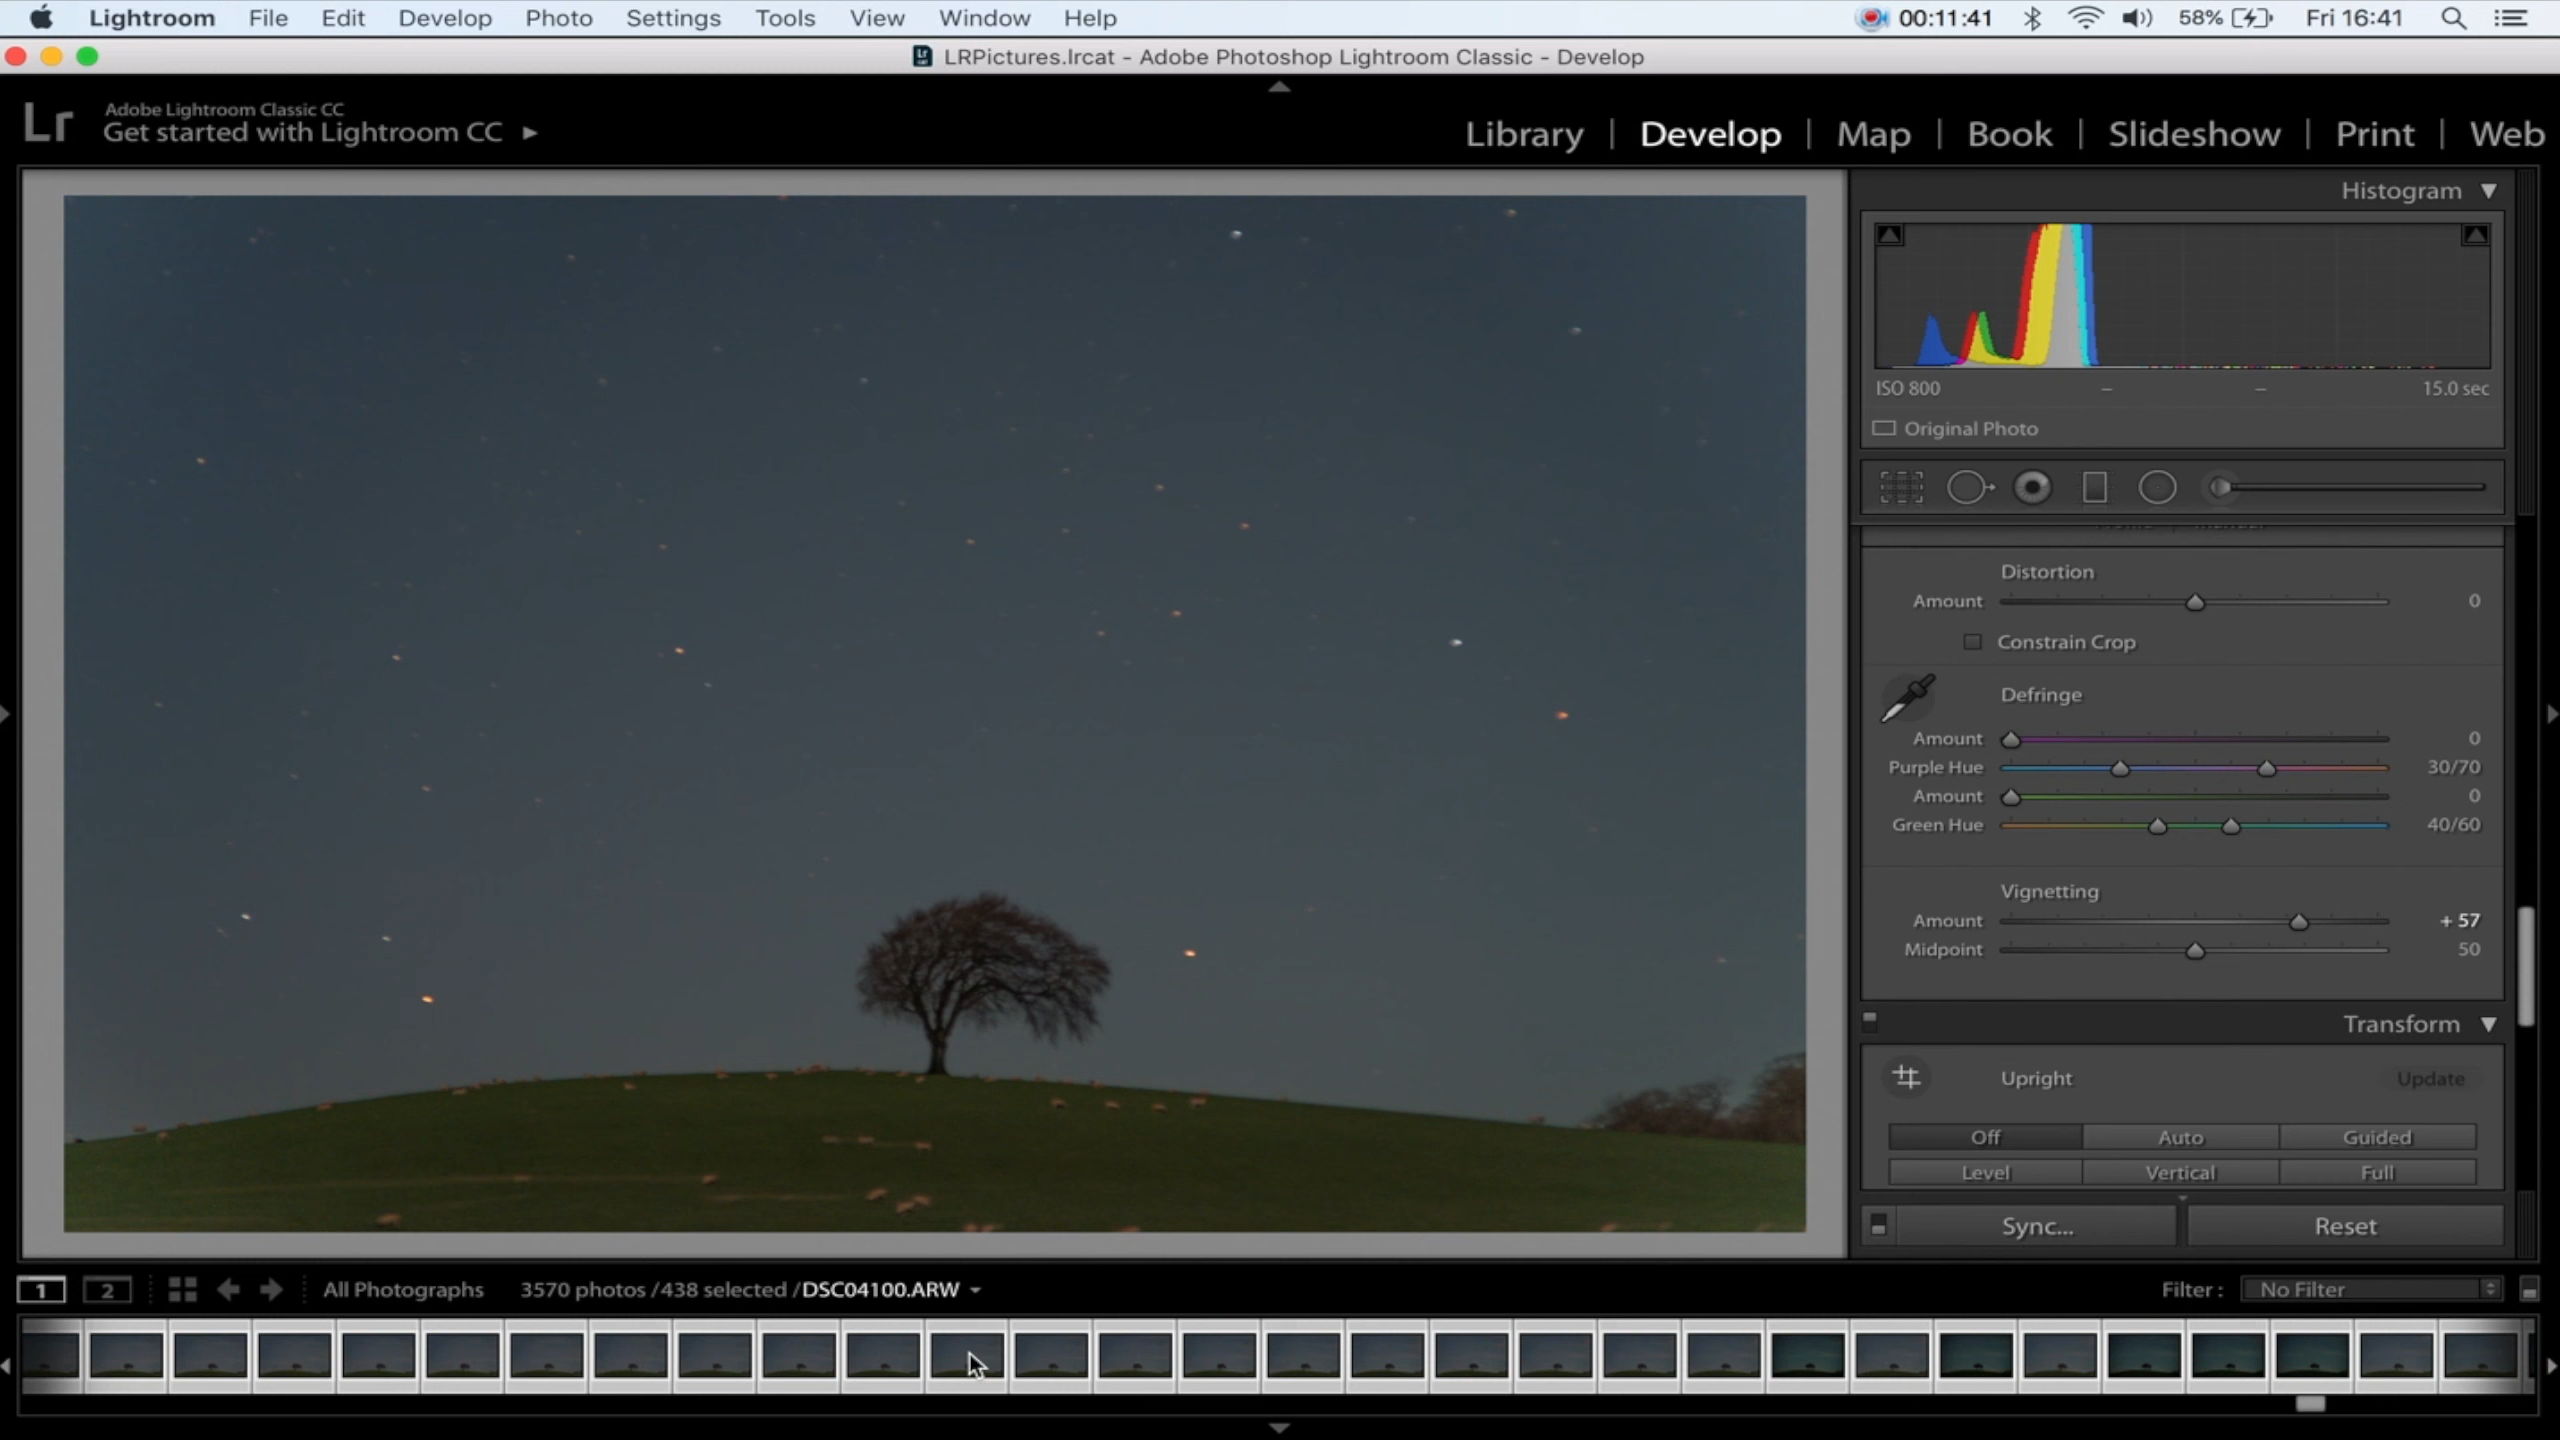 Lightroom File Edit Develop Photo Settings Tools View Window Help 00:11:41 58% Fri 16:41
LRPictures.lrcat - Adobe Photoshop Lightroom Classic - Develop
Lr
Adobe Lightroom Classic CC
Get started with Lightroom CC
Library | Develop | Map | Book | Slideshow | Print | Web
Histogram
ISO 800 – – 15.0 sec
Original Photo
Distortion
Amount 0
Constrain Crop
Defringe
Amount 0
Purple Hue 30/70
Amount 0
Green Hue 40/60
Vignetting
Amount + 57
Midpoint 50
Transform
Upright Update
Off Auto Guided
Level Vertical Full
Sync... Reset
1 2 All Photographs 3570 photos /438 selected /DSC04100.ARW Filter : No Filter